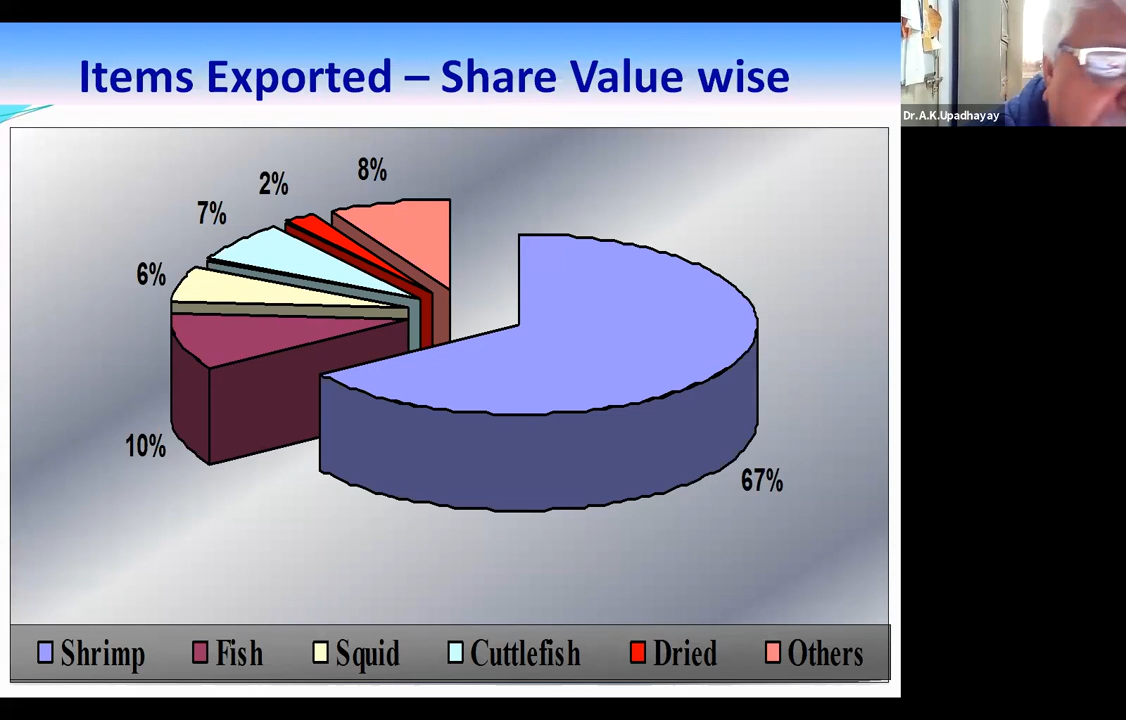 Items Exported – Share Value wise
Dr.A.K.Upadhayay
8%
2%
7%
6%
10%
67%
Shrimp Fish Squid Cuttlefish Dried Others